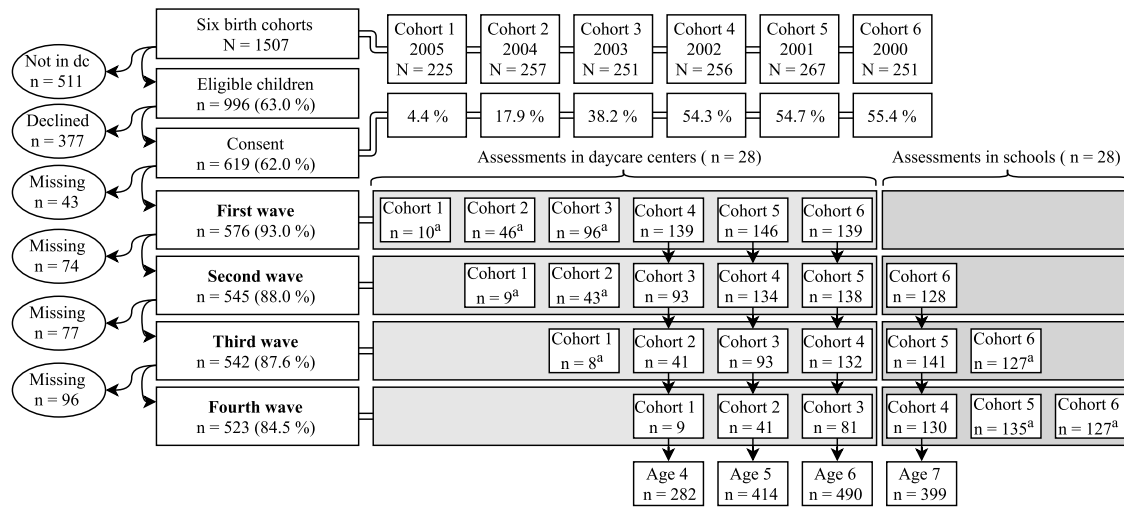 Six birth cohorts
N = 1507
Cohort 1
2005
N = 225
Cohort 2
2004
N = 257
Cohort 3
2003
N = 251
Cohort 4
2002
N = 256
Cohort 5
2001
N = 267
Cohort 6
2000
N = 251
Not in dc
n = 511
Eligible children
n = 996 (63.0 %)
4.4 %
17.9 %
38.2 %
54.3 %
54.7 %
55.4 %
Declined
n = 377
Consent
n = 619 (62.0 %)
Assessments in daycare centers ( n = 28)
Assessments in schools ( n = 28)
Missing
n = 43
First wave
n = 576 (93.0 %)
Cohort 1
n = 10a
Cohort 2
n = 46a
Cohort 3
n = 96a
Cohort 4
n = 139
Cohort 5
n = 146
Cohort 6
n = 139
Missing
n = 74
Second wave
n = 545 (88.0 %)
Cohort 1
n = 9a
Cohort 2
n = 43a
Cohort 3
n = 93
Cohort 4
n = 134
Cohort 5
n = 138
Cohort 6
n = 128
Missing
n = 77
Third wave
n = 542 (87.6 %)
Cohort 1
n = 8a
Cohort 2
n = 41
Cohort 3
n = 93
Cohort 4
n = 132
Cohort 5
n = 141
Cohort 6
n = 127a
Missing
n = 96
Fourth wave
n = 523 (84.5 %)
Cohort 1
n = 9
Cohort 2
n = 41
Cohort 3
n = 81
Cohort 4
n = 130
Cohort 5
n = 135a
Cohort 6
n = 127a
Age 4
n = 282
Age 5
n = 414
Age 6
n = 490
Age 7
n = 399